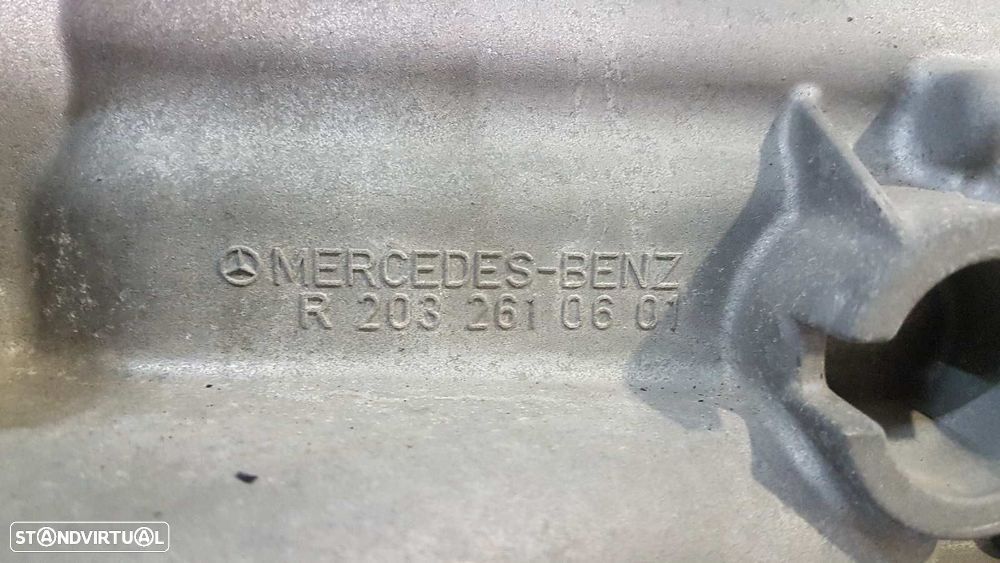 MERCEDES-BENZ
R 203 261 06 01
STANDVIRTUAL